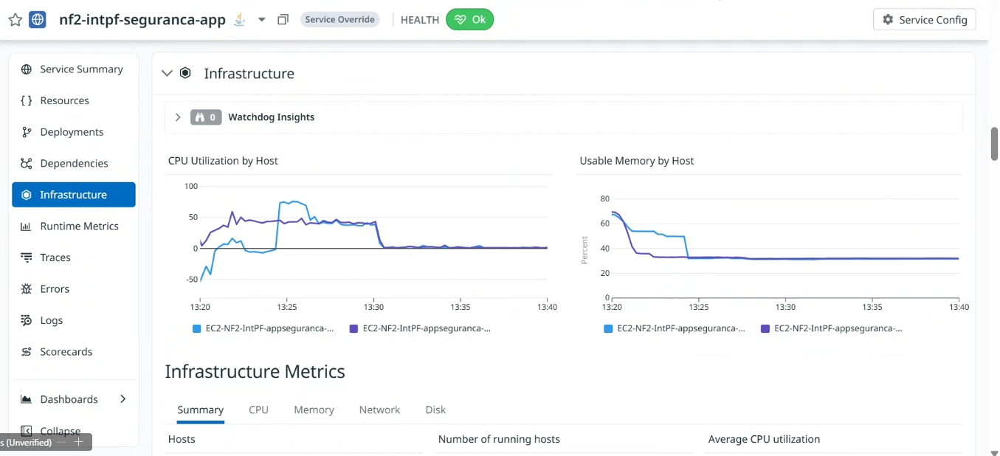 nf2-intpf-seguranca-app Service Override HEALTH Ok Service Config
Service Summary
Resources
Deployments
Dependencies
Infrastructure
Runtime Metrics
Traces
Errors
Logs
Scorecards
Dashboards
Collapse
s (Unverified)
Infrastructure
0 Watchdog Insights
CPU Utilization by Host
100
50
0
-50
13:20 13:25 13:30 13:35 13:40
EC2-NF2-IntPF-appseguranca-... EC2-NF2-IntPF-appseguranca-...
Usable Memory by Host
Percent
80
60
40
20
0
13:20 13:25 13:30 13:35 13:40
EC2-NF2-IntPF-appseguranca-... EC2-NF2-IntPF-appseguranca-...
Infrastructure Metrics
Summary CPU Memory Network Disk
Hosts Number of running hosts Average CPU utilization